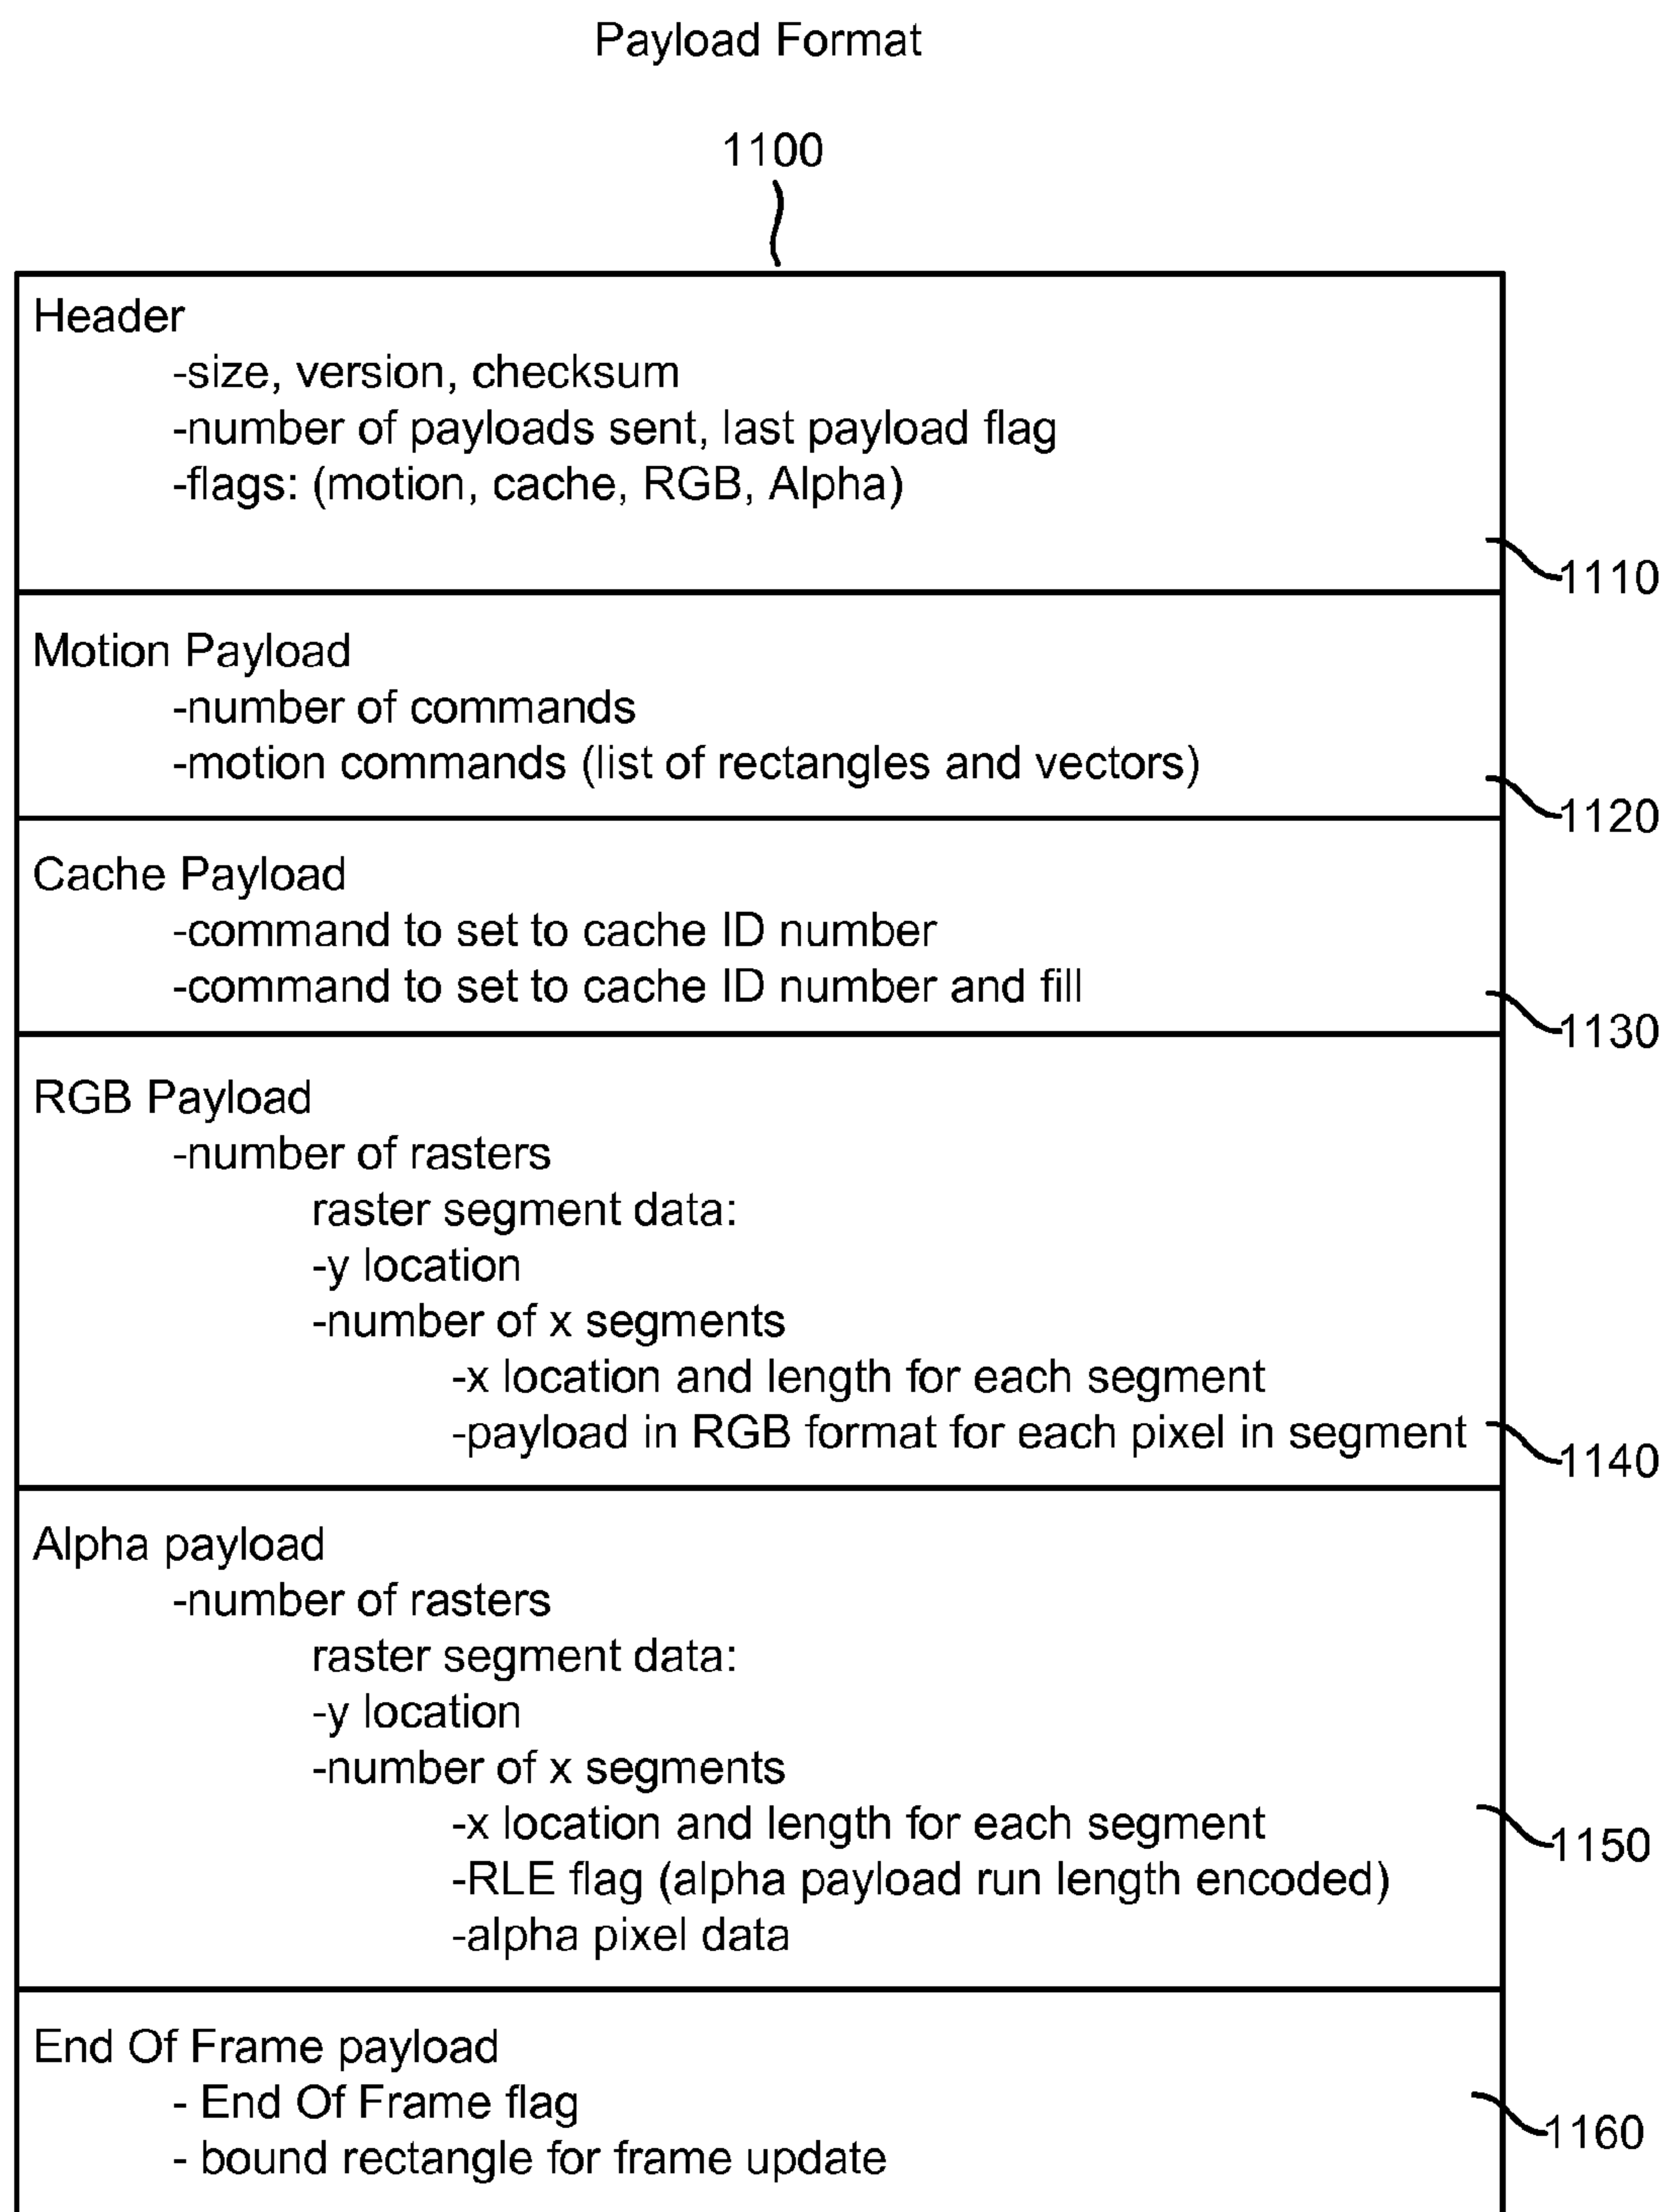 Payload Format
1100
Header
-size, version, checksum
-number of payloads sent, last payload flag
-flags: (motion, cache, RGB, Alpha)
1110
Motion Payload
-number of commands
-motion commands (list of rectangles and vectors)
1120
Cache Payload
-command to set to cache ID number
-command to set to cache ID number and fill
1130
RGB Payload
-number of rasters
raster segment data:
-y location
-number of x segments
-x location and length for each segment
-payload in RGB format for each pixel in segment
1140
Alpha payload
-number of rasters
raster segment data:
-y location
-number of x segments
-x location and length for each segment
1150
-RLE flag (alpha payload run length encoded)
-alpha pixel data
End Of Frame payload
- End Of Frame flag
1160
- bound rectangle for frame update